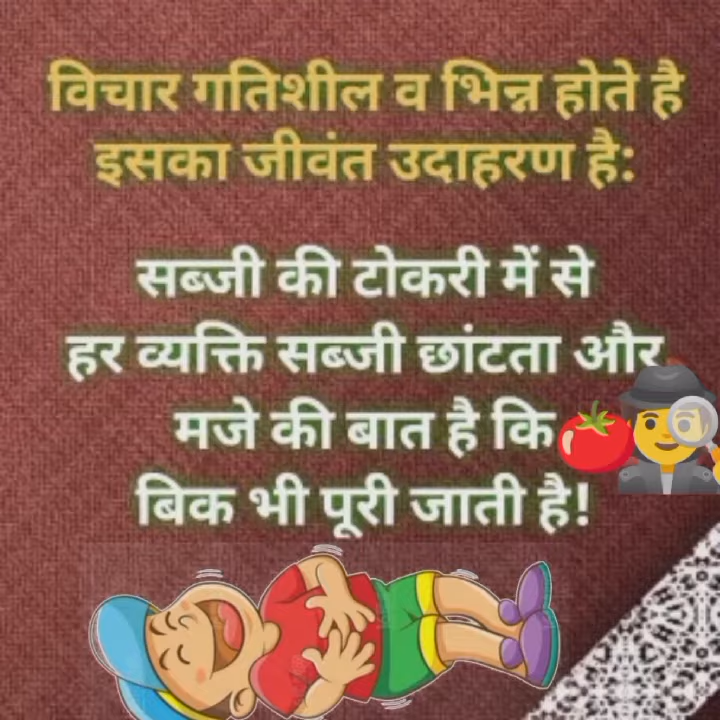 विचार गतिशील व भिन्न होते है
इसका जीवंत उदाहरण है:
सब्जी की टोकरी में से
हर व्यक्ति सब्जी छांटता और
मजे की बात है कि
बिक भी पूरी जाती है!